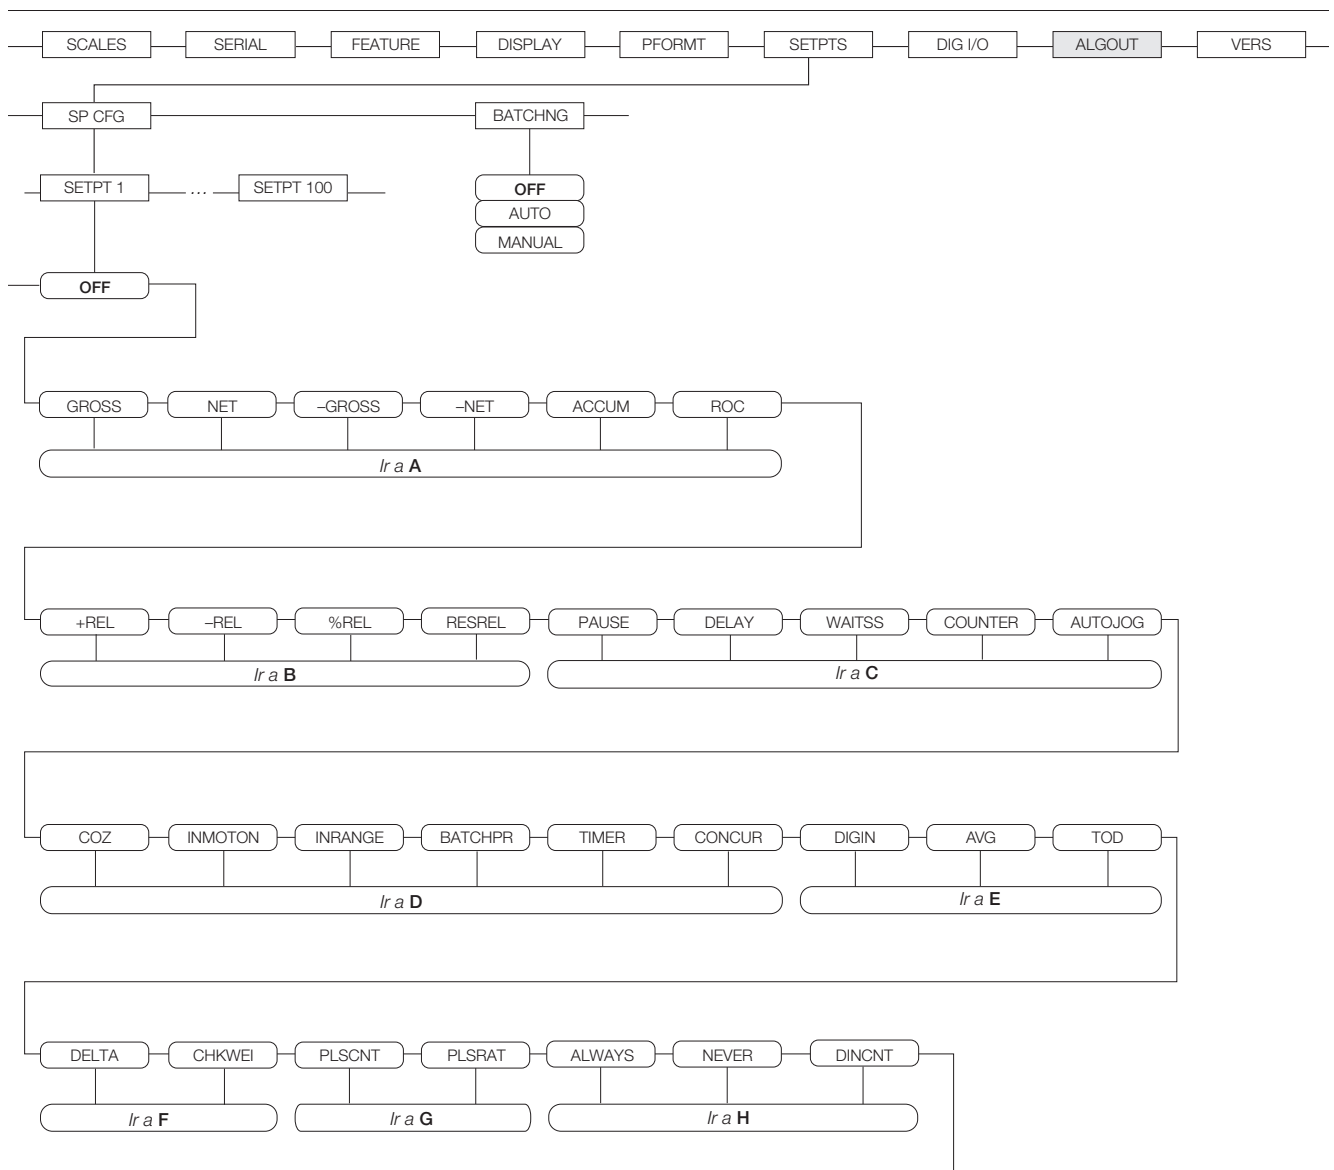 SCALES SERIAL FEATURE DISPLAY PFORMT SETPTS DIG I/O ALGOUT VERS
SP CFG BATCHNG
SETPT 1 ... SETPT 100 OFF
AUTO
MANUAL
OFF
GROSS NET –GROSS –NET ACCUM ROC
Ir a A
+REL –REL %REL RESREL PAUSE DELAY WAITSS COUNTER AUTOJOG
Ir a B Ir a C
COZ INMOTON INRANGE BATCHPR TIMER CONCUR DIGIN AVG TOD
Ir a D Ir a E
DELTA CHKWEI PLSCNT PLSRAT ALWAYS NEVER DINCNT
Ir a F Ir a G Ir a H